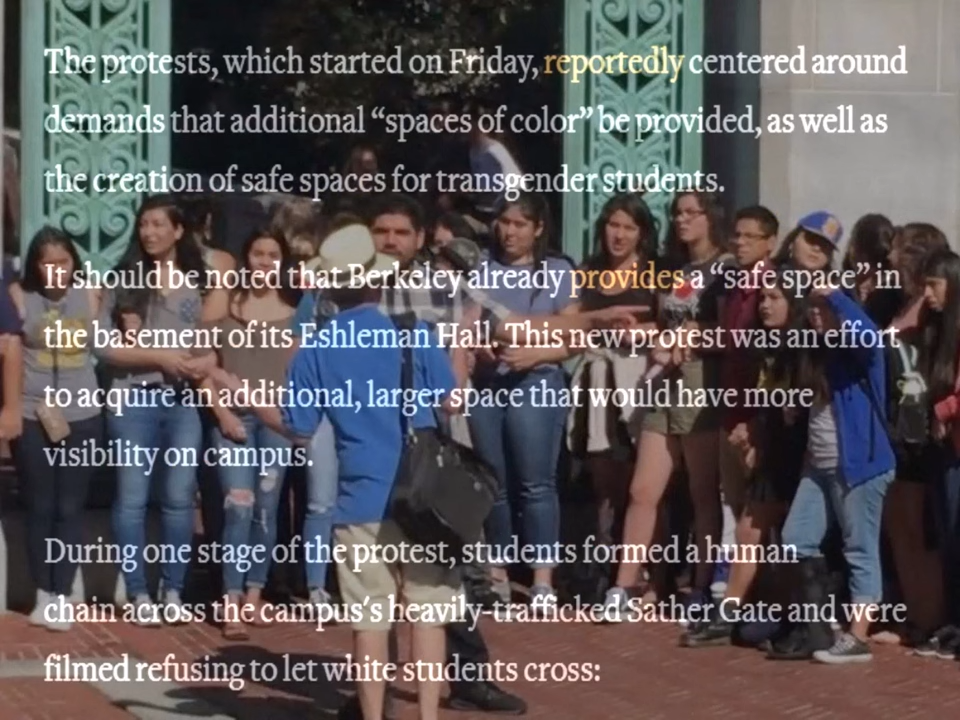 The protests, which started on Friday, reportedly centered around
demands that additional “spaces of color” be provided, as well as
the creation of safe spaces for transgender students.
It should be noted that Berkeley already provides a “safe space” in
the basement of its Eshleman Hall. This new protest was an effort
to acquire an additional, larger space that would have more
visibility on campus.
During one stage of the protest, students formed a human
chain across the campus's heavily-trafficked Sather Gate and were
filmed refusing to let white students cross: